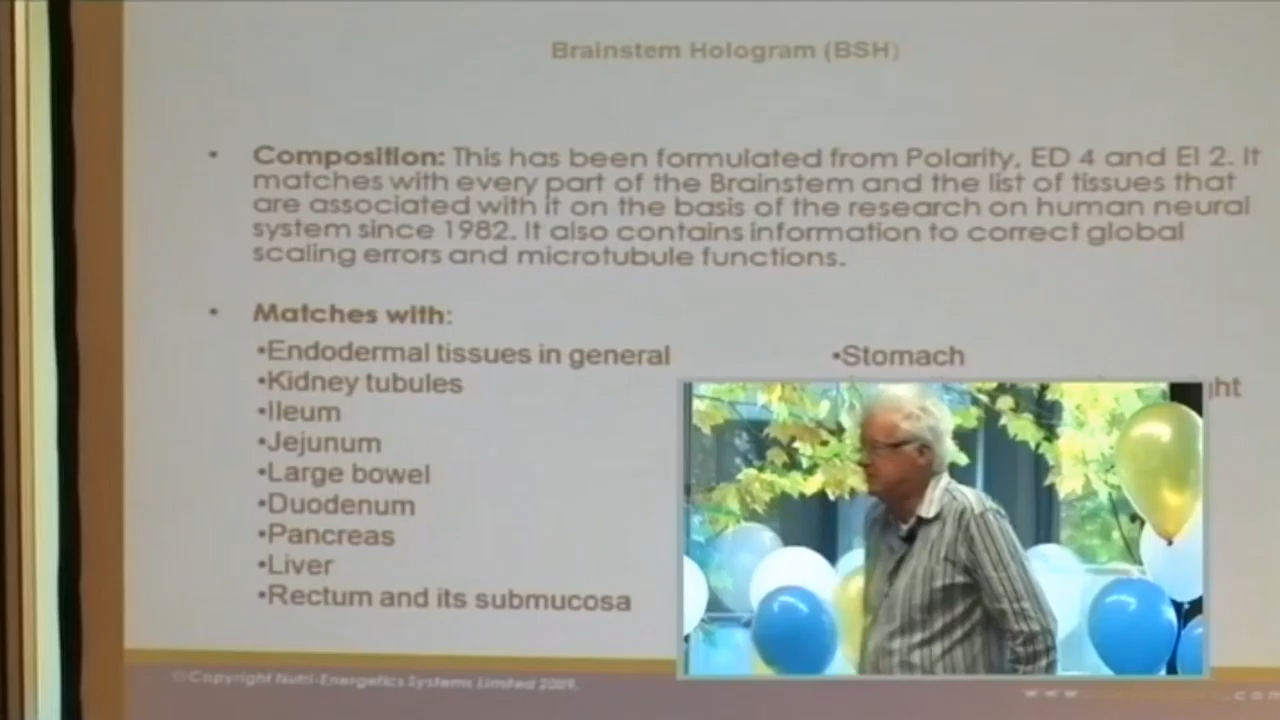 Brainstem Hologram (BSH)
• Composition: This has been formulated from Polarity, ED 4 and EI 2. It
matches with every part of the Brainstem and the list of tissues that
are associated with it on the basis of the research on human neural
system since 1982. It also contains information to correct global
scaling errors and microtubule functions.
• Matches with:
•Endodermal tissues in general
•Kidney tubules
•Ileum
•Jejunum
•Large bowel
•Duodenum
•Pancreas
•Liver
•Rectum and its submucosa
•Stomach
©Copyright Nutri-Energetics Systems Limited 2009.